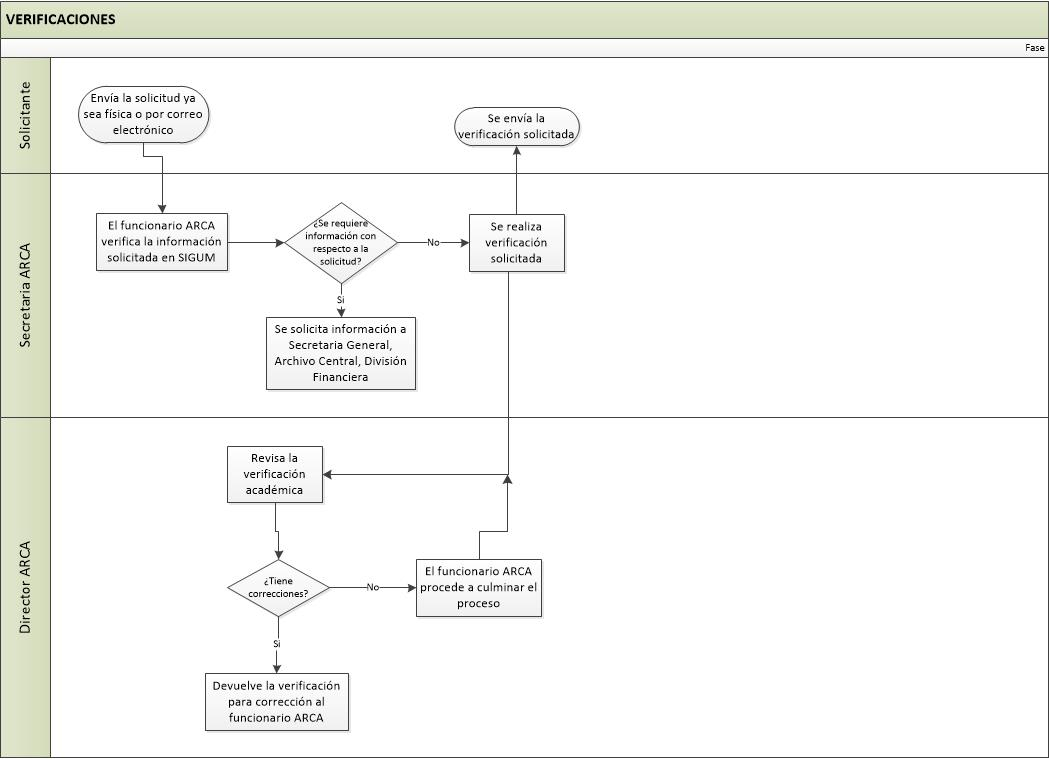 VERIFICACIONES
Fase
Solicitante
Envía la solicitud ya
sea física o por correo
electrónico
Se envía la
verificación solicitada
Secretaria ARCA
El funcionario ARCA
verifica la información
solicitada en SIGUM
¿Se requiere
información con
respecto a la
solicitud?
No
Se realiza
verificación
solicitada
Si
Se solicita información a
Secretaria General,
Archivo Central, División
Financiera
Director ARCA
Revisa la
verificación
académica
¿Tiene
correcciones?
No
El funcionario ARCA
procede a culminar el
proceso
Si
Devuelve la verificación
para corrección al
funcionario ARCA